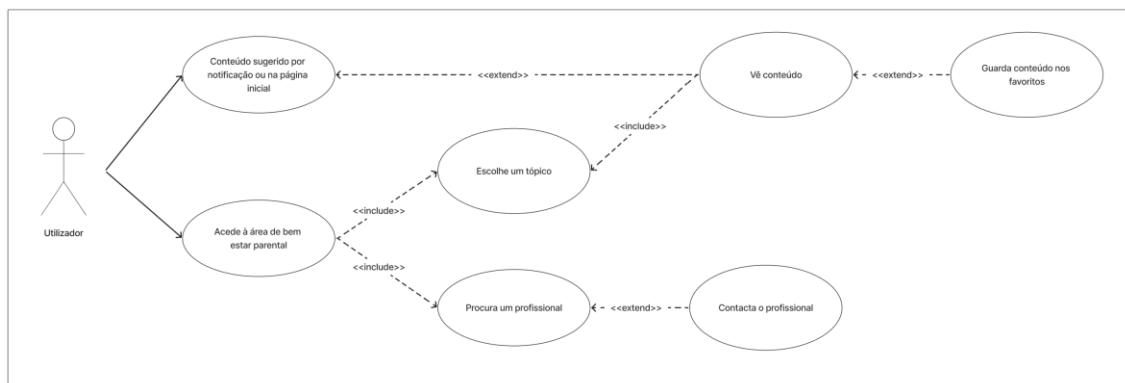 Conteúdo sugerido por
notificação ou na página
inicial
<<extend>>
Vê conteúdo
<<extend>>
Guarda conteúdo nos
favoritos
<<include>>
Escolhe um tópico
<<include>>
Utilizador
Acede à área de bem
estar parental
<<include>>
Procura um profissional
<<extend>>
Contacta o profissional